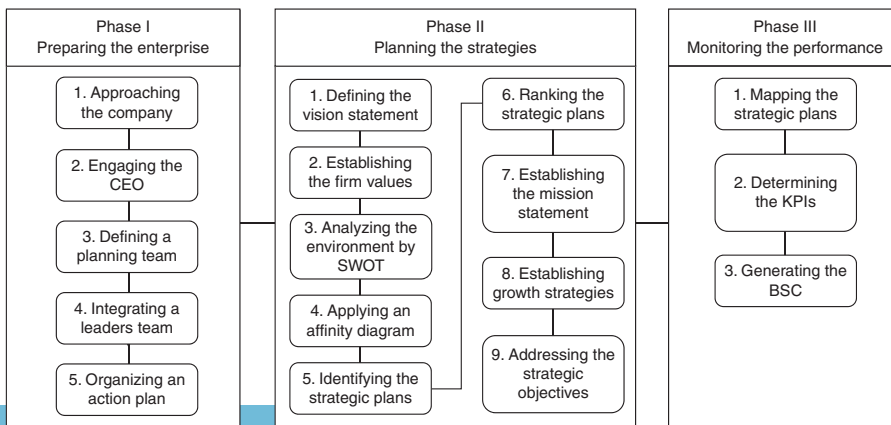 Phase I
Preparing the enterprise
1. Approaching
the company
2. Engaging the
CEO
3. Defining a
planning team
4. Integrating a
leaders team
5. Organizing an
action plan
Phase II
Planning the strategies
1. Defining the
vision statement
2. Establishing
the firm values
3. Analyzing the
environment by
SWOT
4. Applying an
affinity diagram
5. Identifying the
strategic plans
6. Ranking the
strategic plans
7. Establishing
the mission
statement
8. Establishing
growth strategies
9. Addressing the
strategic
objectives
Phase III
Monitoring the performance
1. Mapping the
strategic plans
2. Determining
the KPIs
3. Generating the
BSC